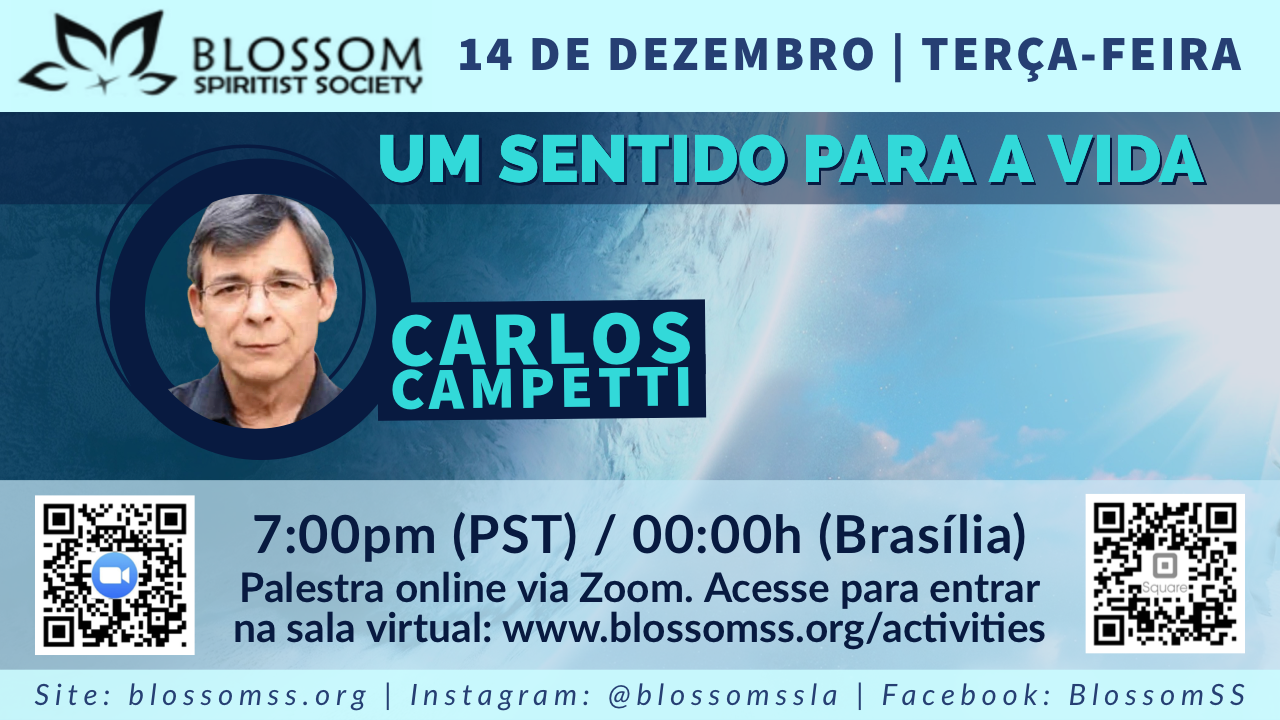 BLOSSOM
SPIRITIST SOCIETY
14 DE DEZEMBRO | TERÇA-FEIRA
UM SENTIDO PARA A VIDA
CARLOS
CAMPETTI
7:00pm (PST) / 00:00h (Brasília)
Palestra online via Zoom. Acesse para entrar
na sala virtual: www.blossomss.org/activities
Square
Site: blossomss.org | Instagram: @blossomssla | Facebook: BlossomSS